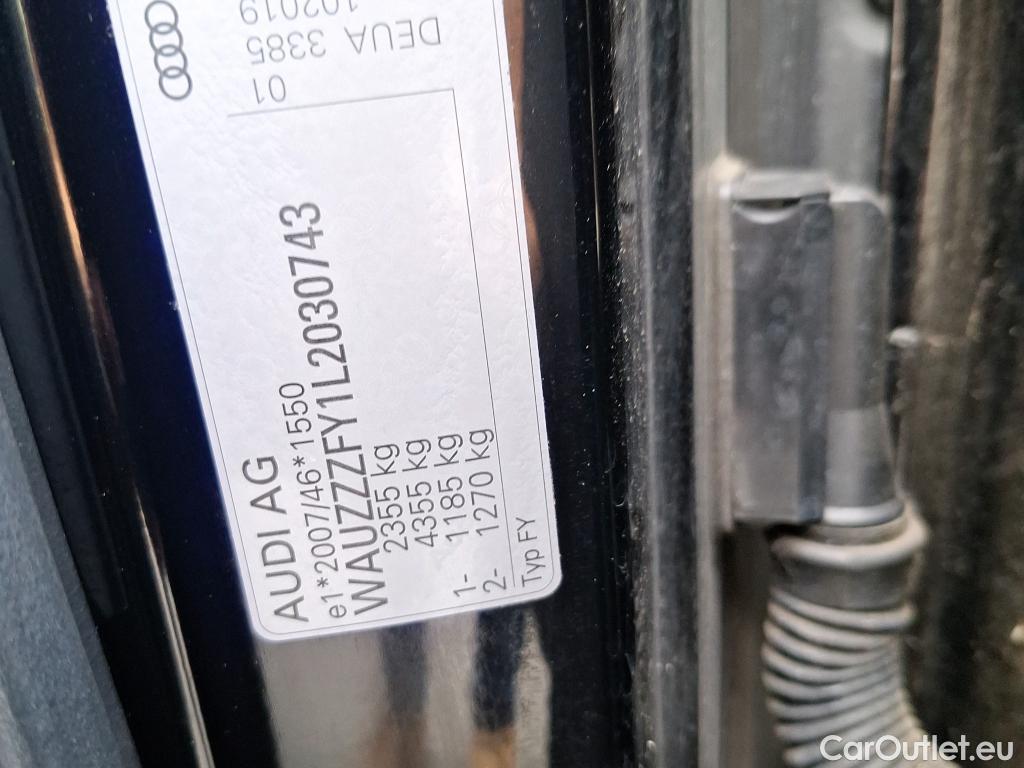 AUDI AG
e1*2007/46*1550
WAUZZZFY1L2030743
2355 kg
4355 kg
1- 1185 kg
2- 1270 kg
Typ FY
01
DEUA 3385
102019
CarOutlet.eu